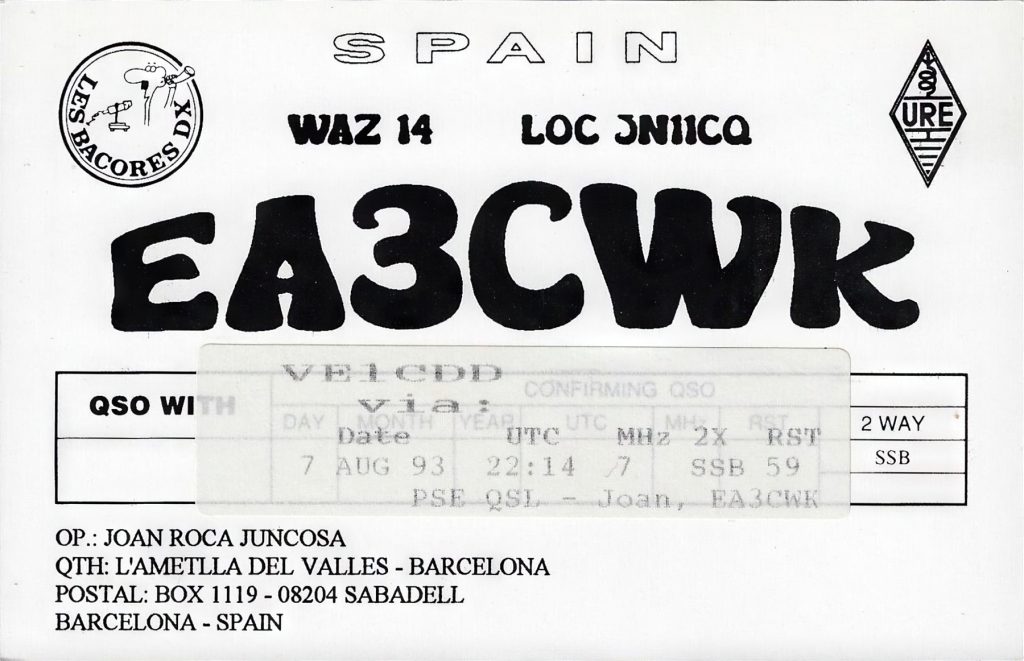 SPAIN
LES BACORES DX
URE
WAZ 14 LOC JN11CQ
EA3CWK
VE1CDD
CONFIRMING QSO
QSO WITH
via:
DAY MONTH YEAR UTC MHz RST
2 WAY
Date UTC MHz 2X RST
7 AUG 93 22:14 7 SSB 59
SSB
PSE QSL - Joan, EA3CWK
OP.: JOAN ROCA JUNCOSA
QTH: L'AMETLLA DEL VALLES - BARCELONA
POSTAL: BOX 1119 - 08204 SABADELL
BARCELONA - SPAIN